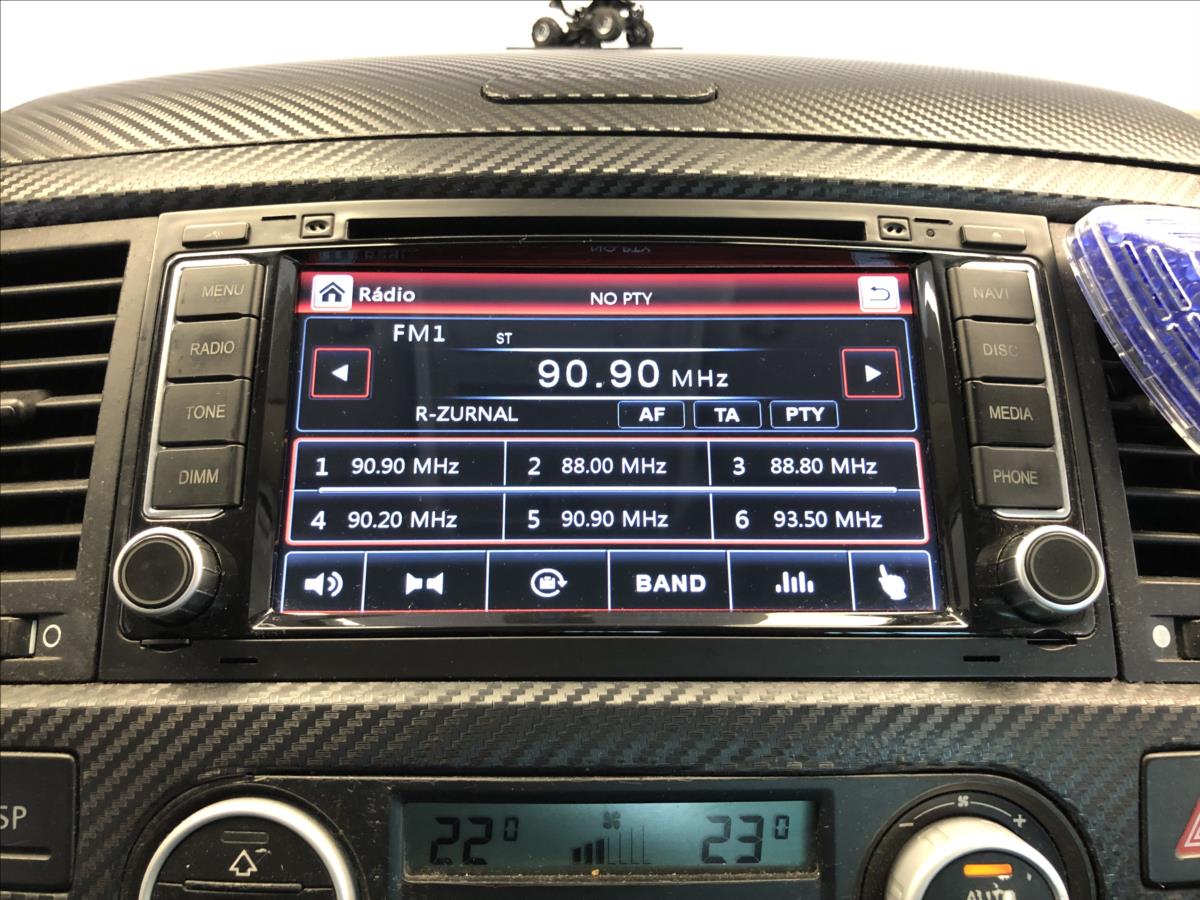 MENU
RADIO
TONE
DIMM
Rádio
NO PTY
FM1
ST
90.90 MHz
R-ZURNAL
AF
TA
PTY
1 90.90 MHz
2 88.00 MHz
3 88.80 MHz
4 90.20 MHz
5 90.90 MHz
6 93.50 MHz
BAND
NAVI
DISC
MEDIA
PHONE
SP
22°
23°
- +
AUTO